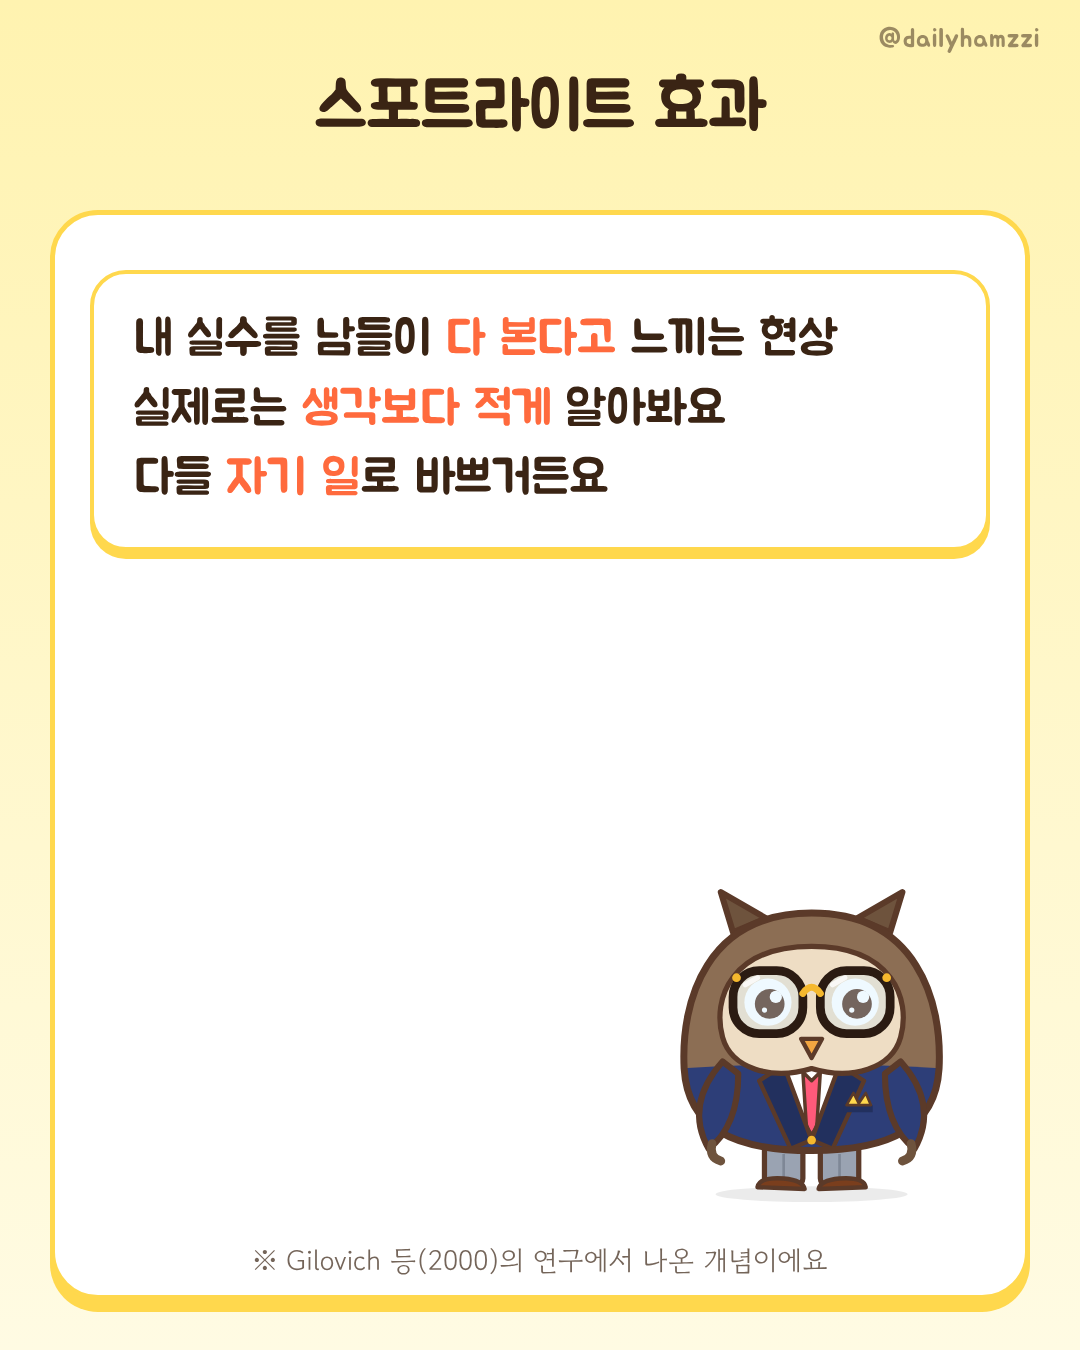 @dailyhamzzi
스포트라이트 효과
내 실수를 남들이 다 본다고 느끼는 현상
실제로는 생각보다 적게 알아봐요
다들 자기 일로 바쁘거든요
※ Gilovich 등(2000)의 연구에서 나온 개념이에요